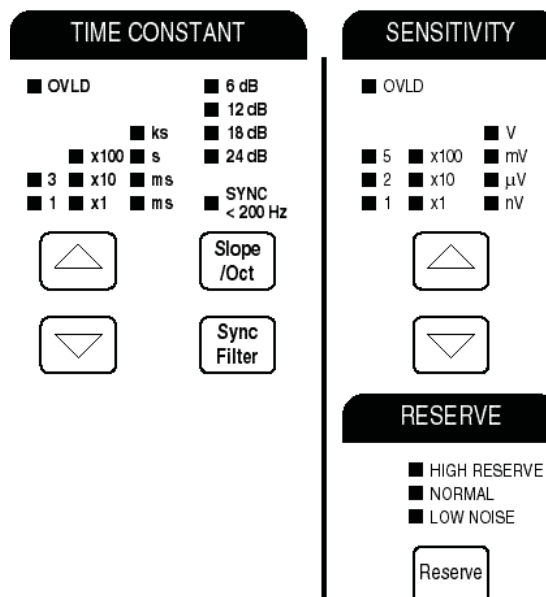 TIME CONSTANT
OVLD
6 dB
12 dB
18 dB
24 dB
SYNC
< 200 Hz
ks
x100 s
3 x10 ms
1 x1 ms
Slope
/Oct
Sync
Filter
SENSITIVITY
OVLD
V
5 x100 mV
2 x10 µV
1 x1 nV
RESERVE
HIGH RESERVE
NORMAL
LOW NOISE
Reserve